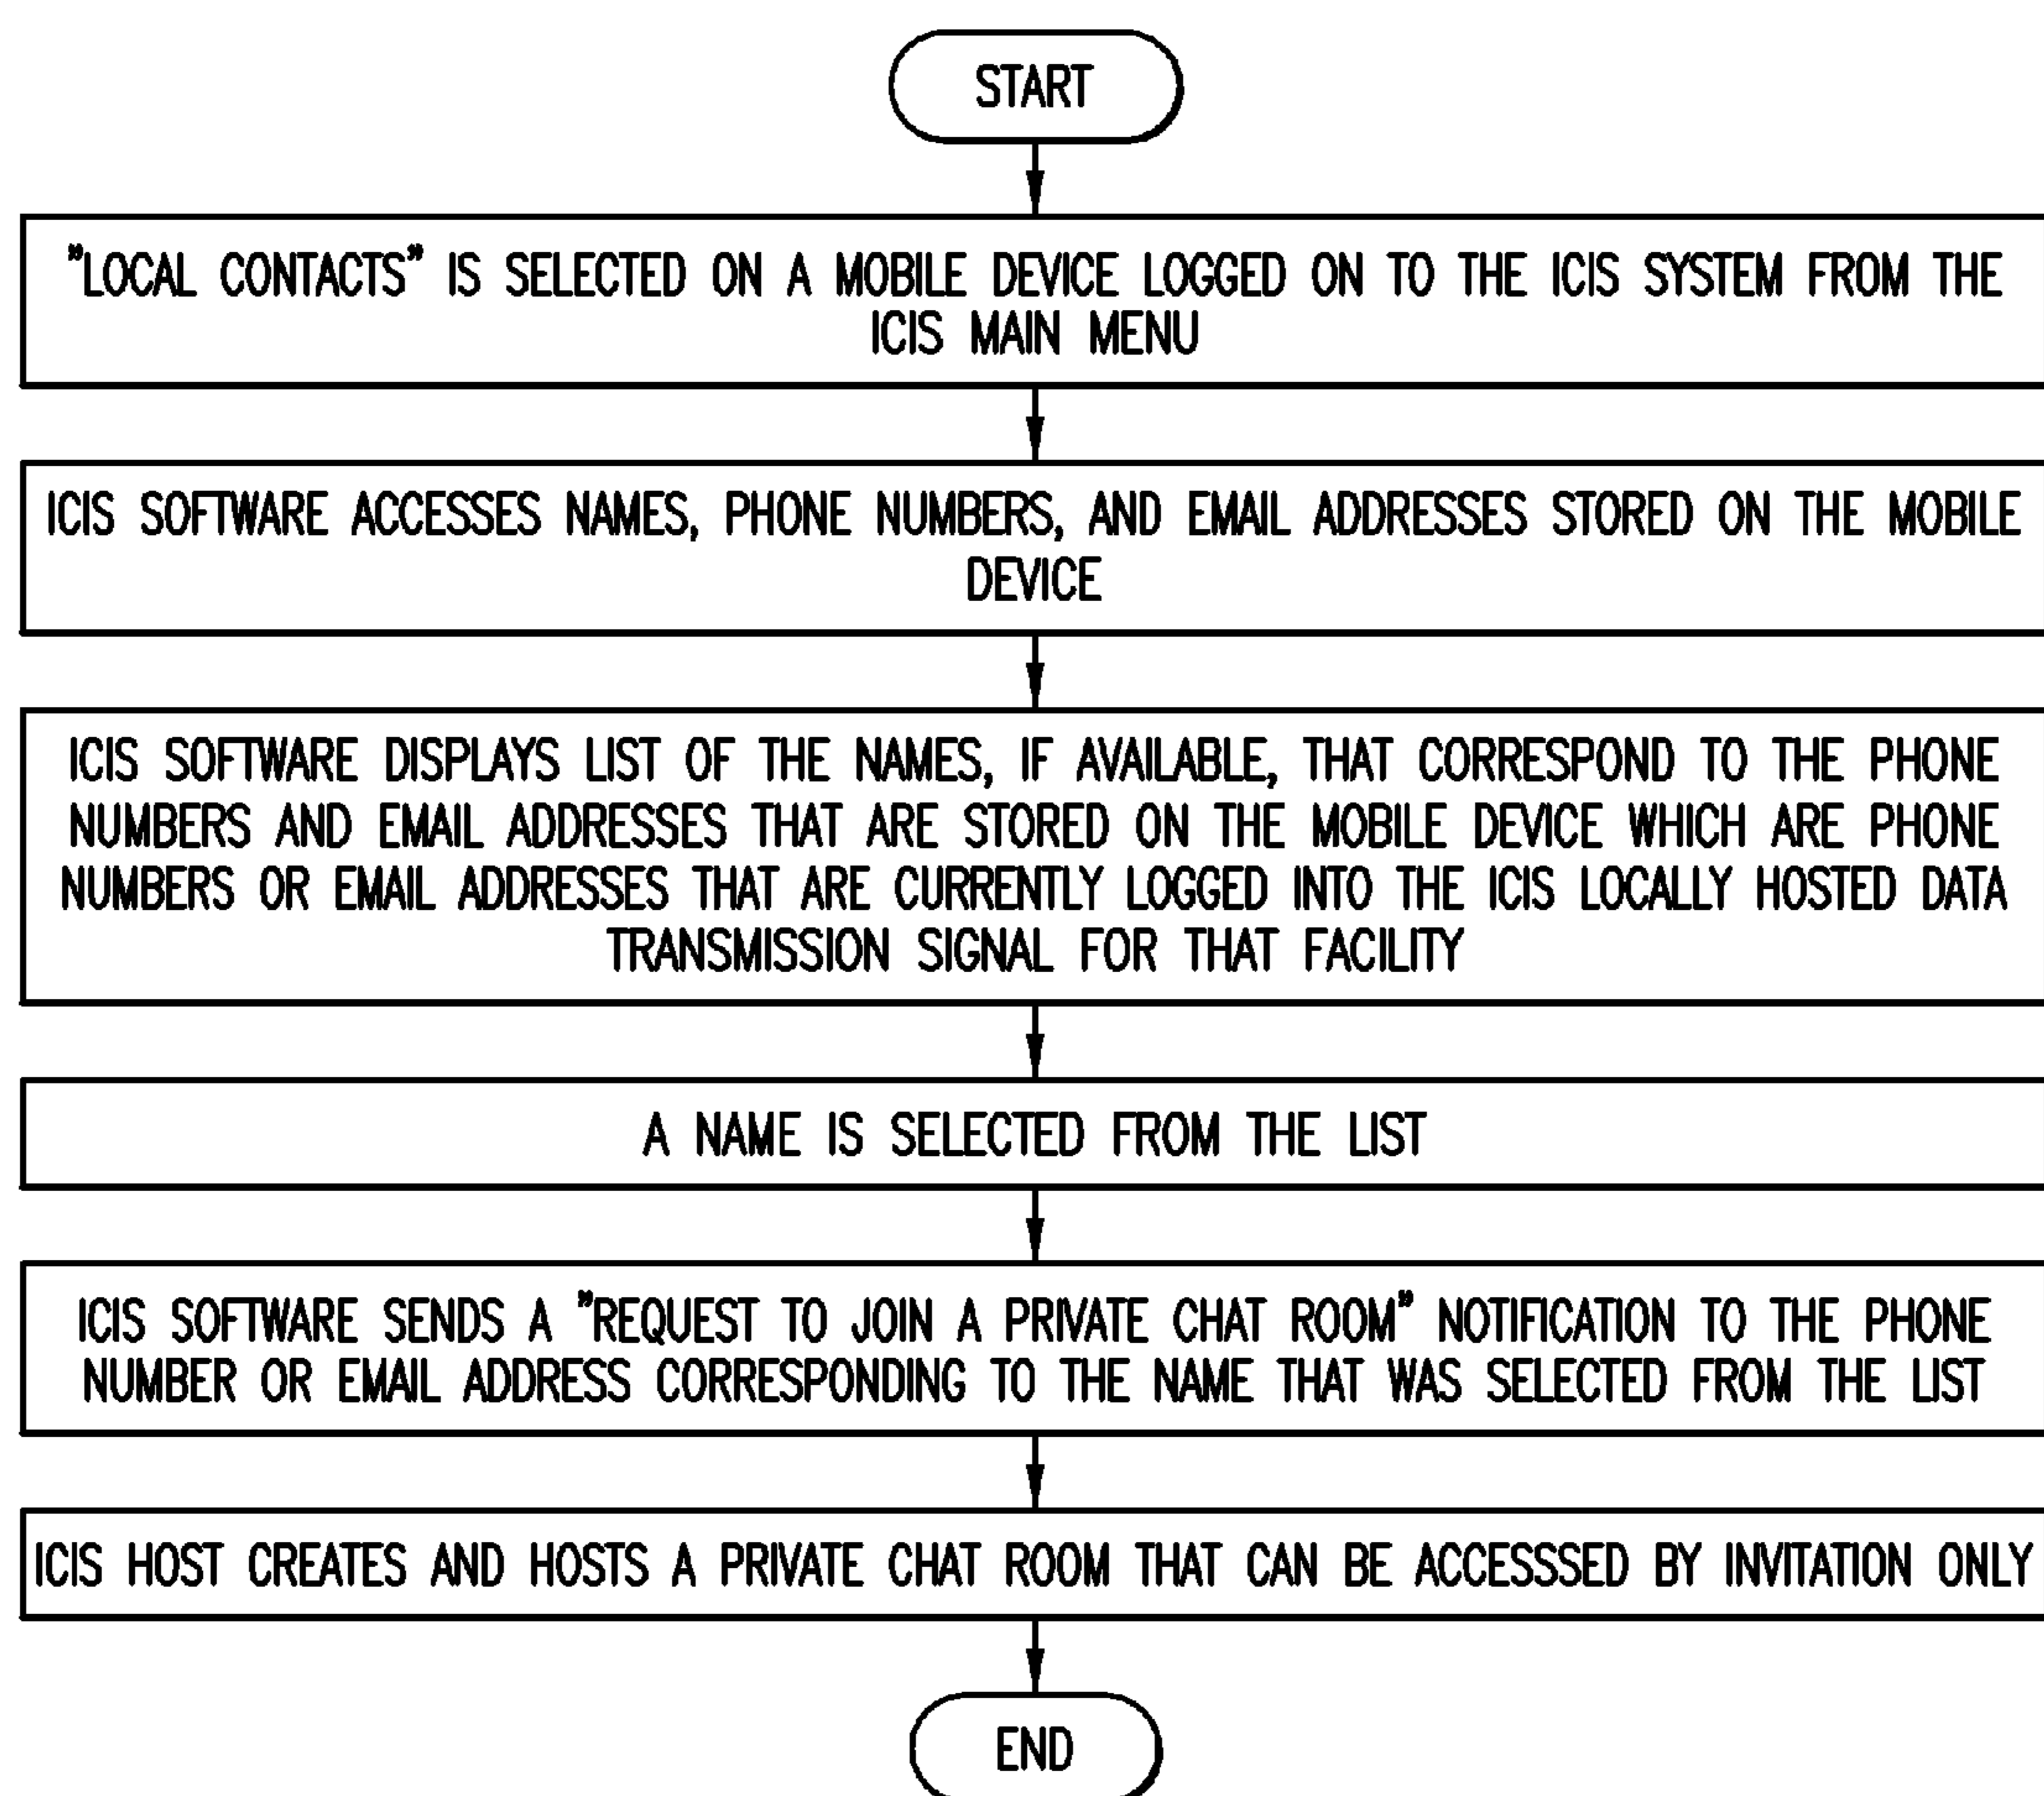 START
"LOCAL CONTACTS" IS SELECTED ON A MOBILE DEVICE LOGGED ON TO THE ICIS SYSTEM FROM THE
ICIS MAIN MENU
ICIS SOFTWARE ACCESSES NAMES, PHONE NUMBERS, AND EMAIL ADDRESSES STORED ON THE MOBILE
DEVICE
ICIS SOFTWARE DISPLAYS LIST OF THE NAMES, IF AVAILABLE, THAT CORRESPOND TO THE PHONE
NUMBERS AND EMAIL ADDRESSES THAT ARE STORED ON THE MOBILE DEVICE WHICH ARE PHONE
NUMBERS OR EMAIL ADDRESSES THAT ARE CURRENTLY LOGGED INTO THE ICIS LOCALLY HOSTED DATA
TRANSMISSION SIGNAL FOR THAT FACILITY
A NAME IS SELECTED FROM THE LIST
ICIS SOFTWARE SENDS A "REQUEST TO JOIN A PRIVATE CHAT ROOM" NOTIFICATION TO THE PHONE
NUMBER OR EMAIL ADDRESS CORRESPONDING TO THE NAME THAT WAS SELECTED FROM THE LIST
ICIS HOST CREATES AND HOSTS A PRIVATE CHAT ROOM THAT CAN BE ACCESSSED BY INVITATION ONLY
END